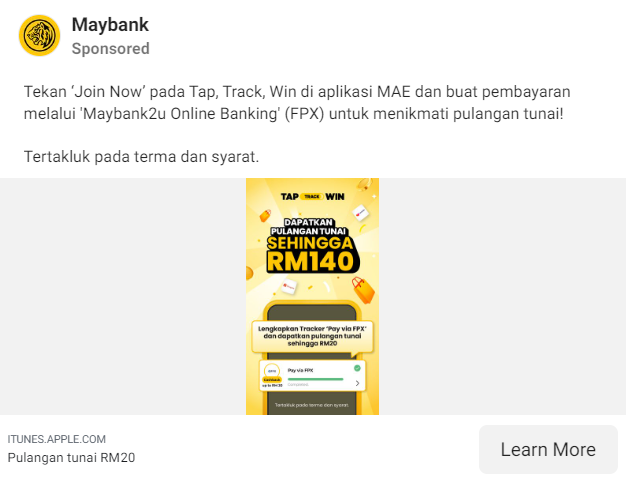 Maybank
Sponsored
Tekan ‘Join Now’ pada Tap, Track, Win di aplikasi MAE dan buat pembayaran
melalui 'Maybank2u Online Banking' (FPX) untuk menikmati pulangan tunai!
Tertakluk pada terma dan syarat.
TAP TRACK WIN
DAPATKAN
PULANGAN TUNAI
SEHINGGA
RM140
Lengkapkan Tracker 'Pay via FPX'
dan dapatkan pulangan tunai
sehingga RM20
Pay via FPX
Cashback
up to RM20
Completed
Tertakluk pada terma dan syarat
ITUNES.APPLE.COM
Pulangan tunai RM20
Learn More